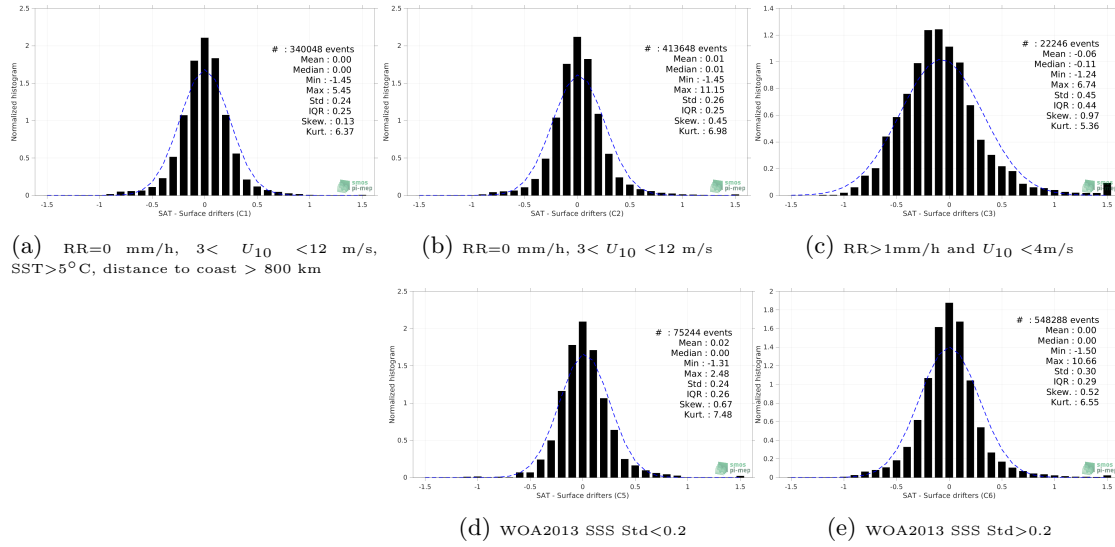 2.5
2
1.5
1
0.5
0
Normalized histogram
-1.5 -1 -0.5 0 0.5 1 1.5
SAT - Surface drifters (C1)
# : 340048 events
Mean : 0.00
Median : 0.00
Min : -1.45
Max : 5.45
Std : 0.24
IQR : 0.25
Skew. : 0.13
Kurt. : 6.37
smos
pi-mep
(a) RR=0 mm/h, 3< U10 <12 m/s,
SST>5°C, distance to coast > 800 km
2.5
2
1.5
1
0.5
0
Normalized histogram
-1.5 -1 -0.5 0 0.5 1 1.5
SAT - Surface drifters (C2)
# : 413648 events
Mean : 0.01
Median : 0.01
Min : -1.45
Max : 11.15
Std : 0.26
IQR : 0.25
Skew. : 0.45
Kurt. : 6.98
smos
pi-mep
(b) RR=0 mm/h, 3< U10 <12 m/s
1.4
1.2
1
0.8
0.6
0.4
0.2
0
Normalized histogram
-1.5 -1 -0.5 0 0.5 1 1.5
SAT - Surface drifters (C3)
# : 22246 events
Mean : -0.06
Median : -0.11
Min : -1.24
Max : 6.74
Std : 0.45
IQR : 0.44
Skew. : 0.97
Kurt. : 5.36
smos
pi-mep
(c) RR>1mm/h and U10 <4m/s
2.5
2
1.5
1
0.5
0
Normalized histogram
-1.5 -1 -0.5 0 0.5 1 1.5
SAT - Surface drifters (C5)
# : 75244 events
Mean : 0.02
Median : 0.00
Min : -1.31
Max : 2.48
Std : 0.24
IQR : 0.26
Skew. : 0.67
Kurt. : 7.48
smos
pi-mep
(d) WOA2013 SSS Std<0.2
2
1.8
1.6
1.4
1.2
1
0.8
0.6
0.4
0.2
0
Normalized histogram
-1.5 -1 -0.5 0 0.5 1 1.5
SAT - Surface drifters (C6)
# : 548288 events
Mean : 0.00
Median : 0.00
Min : -1.50
Max : 10.66
Std : 0.30
IQR : 0.29
Skew. : 0.52
Kurt. : 6.55
smos
pi-mep
(e) WOA2013 SSS Std>0.2